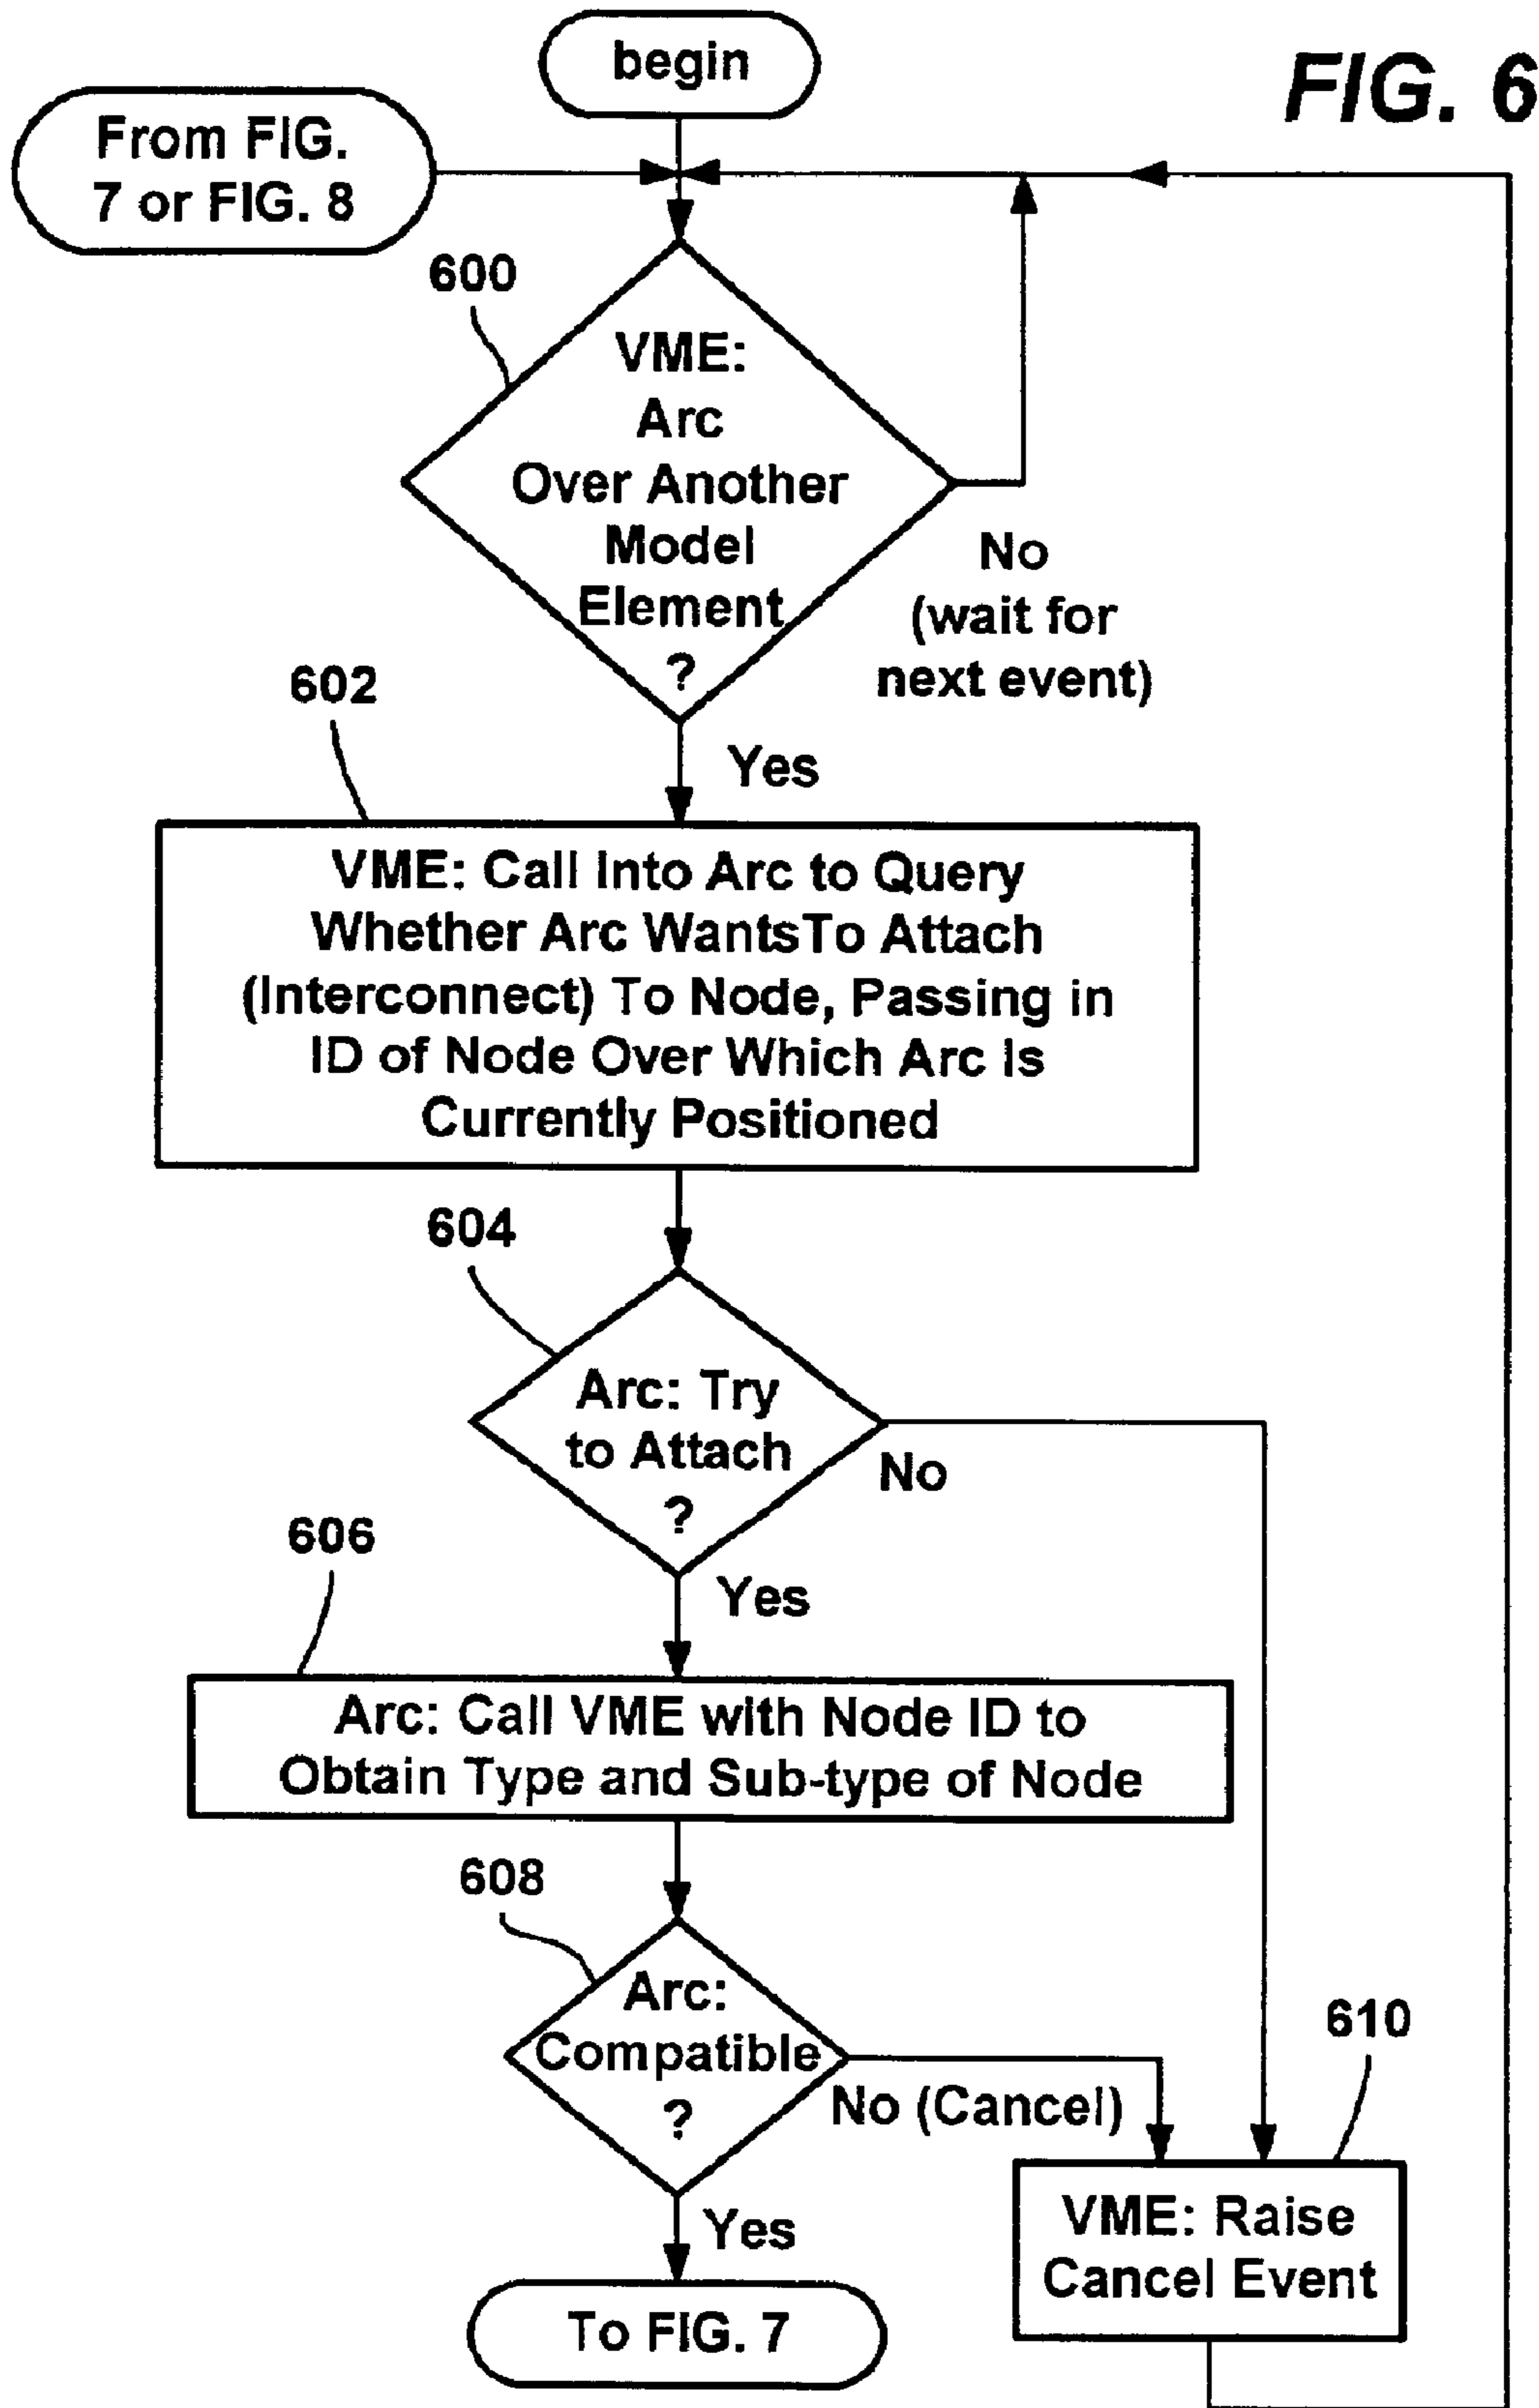 begin
FIG. 6
From FIG.
7 or FIG. 8
600
VME:
Arc
Over Another
Model
Element
?
No
(wait for
next event)
602
Yes
VME: Call Into Arc to Query
Whether Arc WantsTo Attach
(Interconnect) To Node, Passing in
ID of Node Over Which Arc Is
Currently Positioned
604
Arc: Try
to Attach
?
No
606
Yes
Arc: Call VME with Node ID to
Obtain Type and Sub-type of Node
608
Arc:
Compatible
?
No (Cancel)
610
Yes
VME: Raise
Cancel Event
To FIG. 7